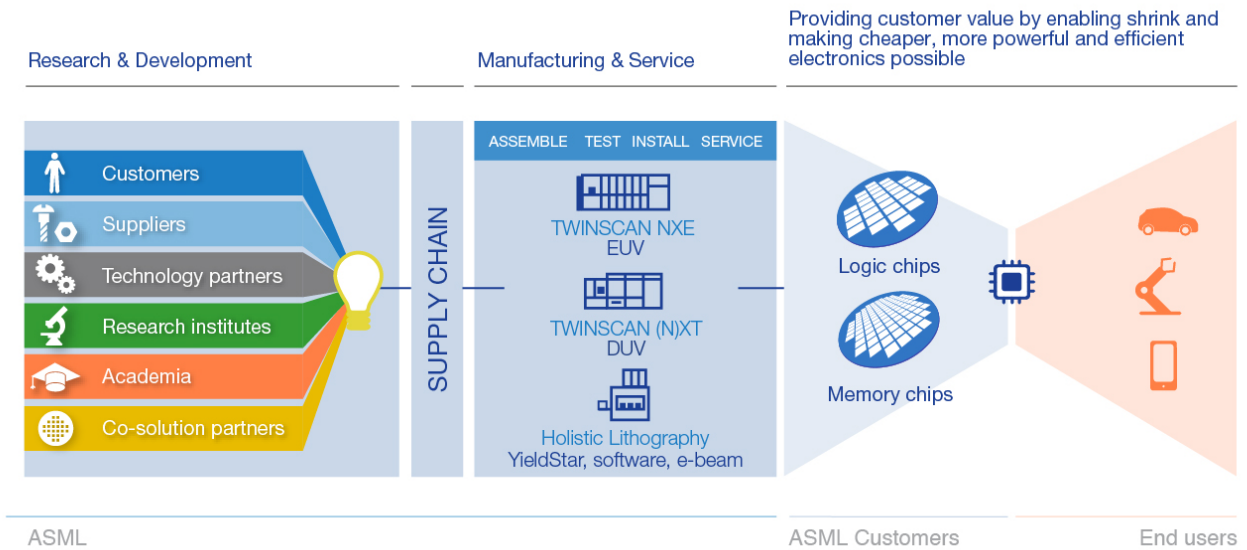 Research & Development
Manufacturing & Service
Providing customer value by enabling shrink and
making cheaper, more powerful and efficient
electronics possible
Customers
Suppliers
Technology partners
Research institutes
Academia
Co-solution partners
SUPPLY CHAIN
ASSEMBLE TEST INSTALL SERVICE
TWINSCAN NXE
EUV
TWINSCAN (N)XT
DUV
Holistic Lithography
YieldStar, software, e-beam
Logic chips
Memory chips
ASML
ASML Customers
End users